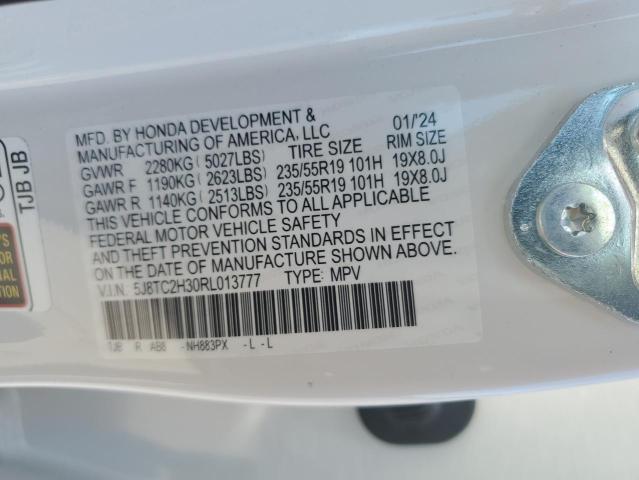 MFD. BY HONDA DEVELOPMENT & 01/'24
MANUFACTURING OF AMERICA, LLC
GVWR 2280KG (5027LBS) TIRE SIZE RIM SIZE
GAWR F 1190KG (2623LBS) 235/55R19 101H 19X8.0J
GAWR R 1140KG (2513LBS) 235/55R19 101H 19X8.0J
THIS VEHICLE CONFORMS TO ALL APPLICABLE
FEDERAL MOTOR VEHICLE SAFETY
AND THEFT PREVENTION STANDARDS IN EFFECT
ON THE DATE OF MANUFACTURE SHOWN ABOVE.
V.I.N. 5J8TC2H30RL013777 TYPE: MPV
TJB R AB8 -NH883PX -L -L
TJB JB